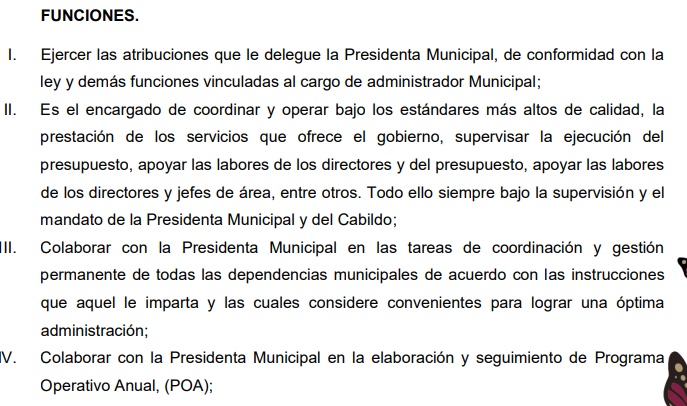 FUNCIONES.
I. Ejercer las atribuciones que le delegue la Presidenta Municipal, de conformidad con la
ley y demás funciones vinculadas al cargo de administrador Municipal;
II. Es el encargado de coordinar y operar bajo los estándares más altos de calidad, la
prestación de los servicios que ofrece el gobierno, supervisar la ejecución del
presupuesto, apoyar las labores de los directores y del presupuesto, apoyar las labores
de los directores y jefes de área, entre otros. Todo ello siempre bajo la supervisión y el
mandato de la Presidenta Municipal y del Cabildo;
III. Colaborar con la Presidenta Municipal en las tareas de coordinación y gestión
permanente de todas las dependencias municipales de acuerdo con las instrucciones
que aquel le imparta y las cuales considere convenientes para lograr una óptima
administración;
IV. Colaborar con la Presidenta Municipal en la elaboración y seguimiento de Programa
Operativo Anual, (POA);